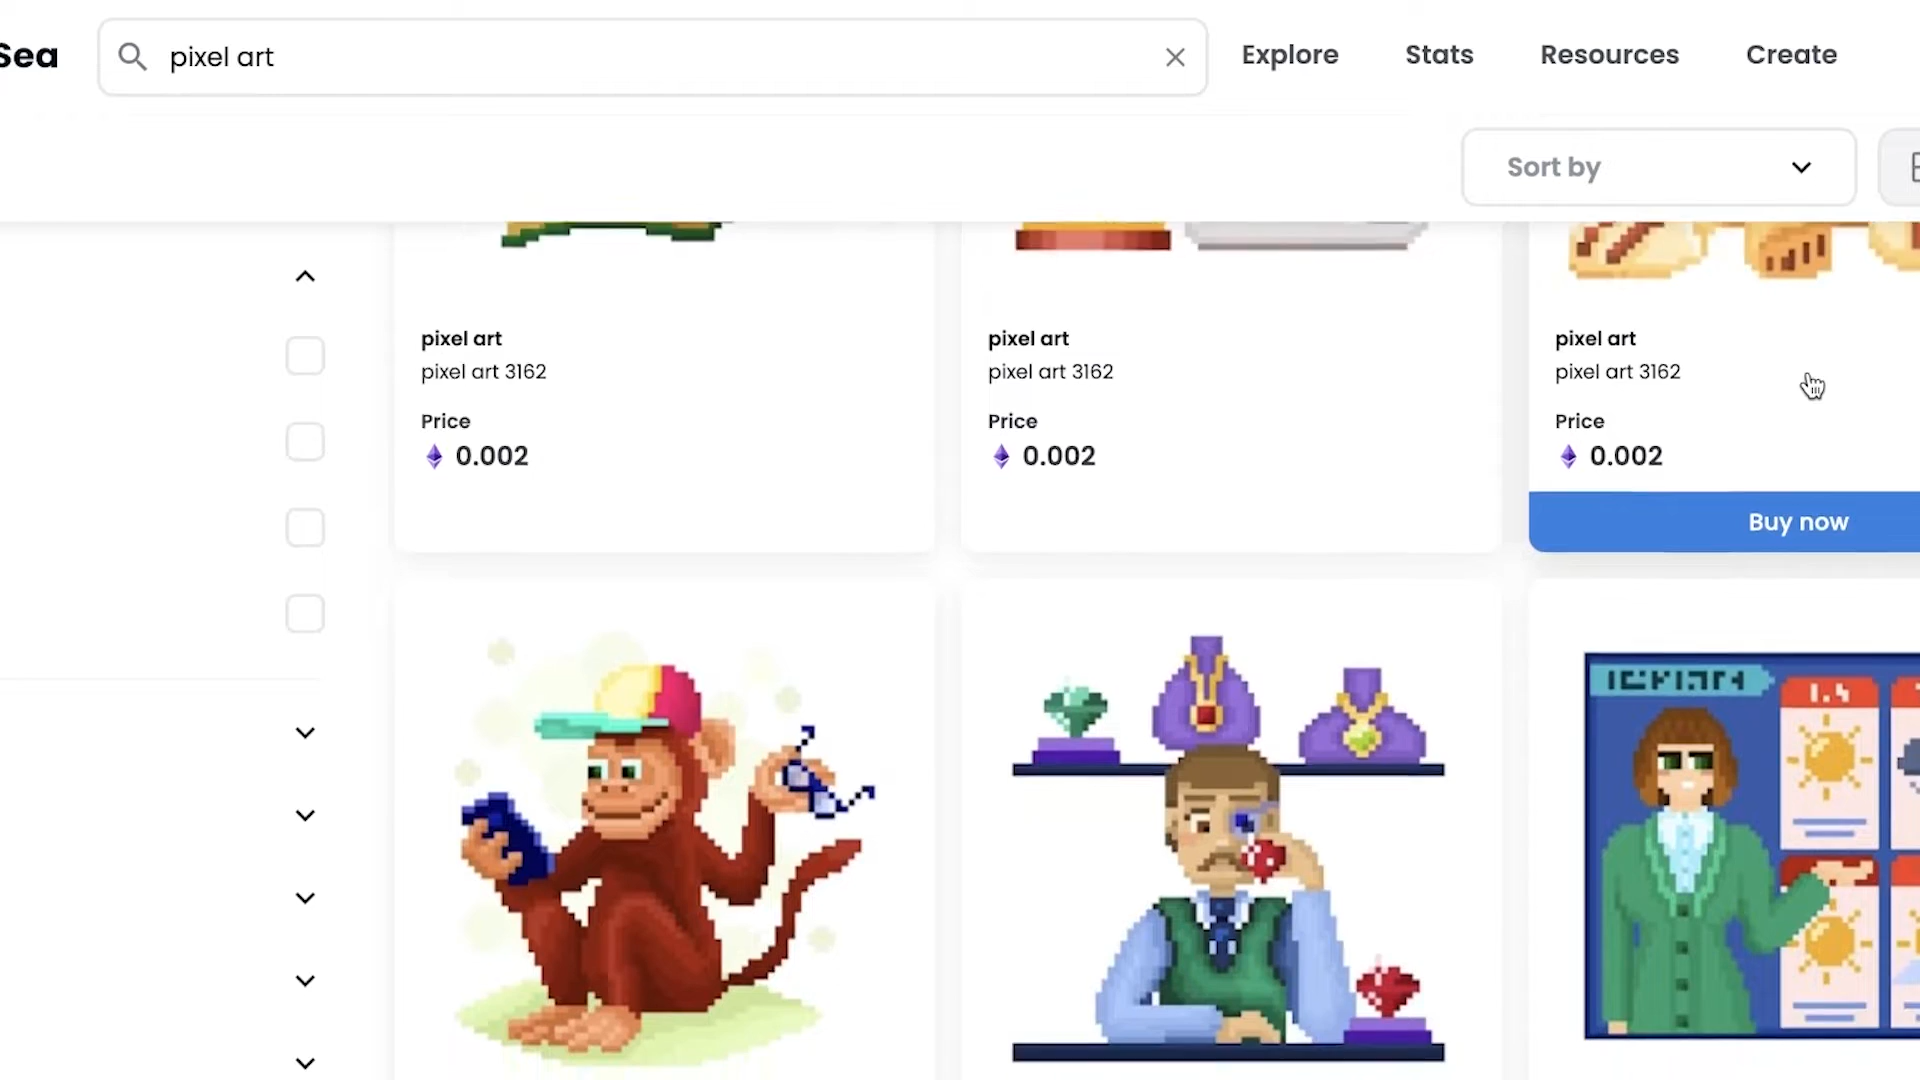 Sea
pixel art
Explore
Stats
Resources
Create
Sort by
pixel art
pixel art 3162
Price
0.002
pixel art
pixel art 3162
Price
0.002
pixel art
pixel art 3162
Price
0.002
Buy now